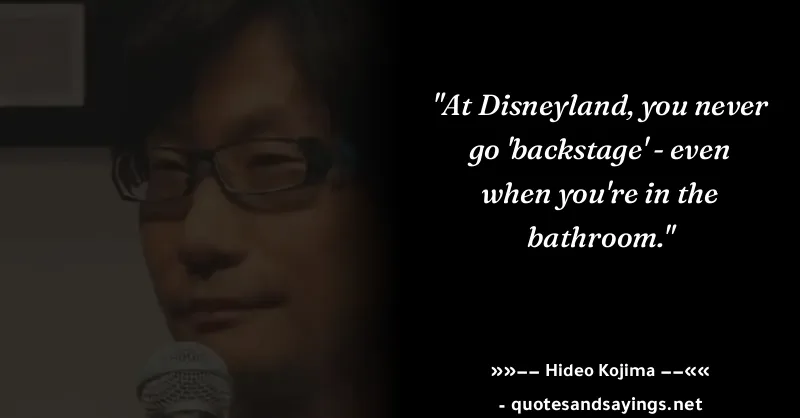 "At Disneyland, you never
go 'backstage' - even
when you're in the
bathroom."
»»−− Hideo Kojima −−««
- quotesandsayings.net